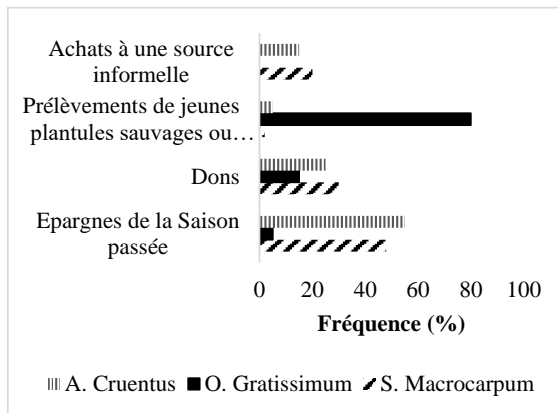 Achats à une source
informelle
Prélèvements de jeunes
plantules sauvages ou…
Dons
Epargnes de la Saison
passée
0 20 40 60 80 100
Fréquence (%)
A. Cruentus O. Gratissimum S. Macrocarpum